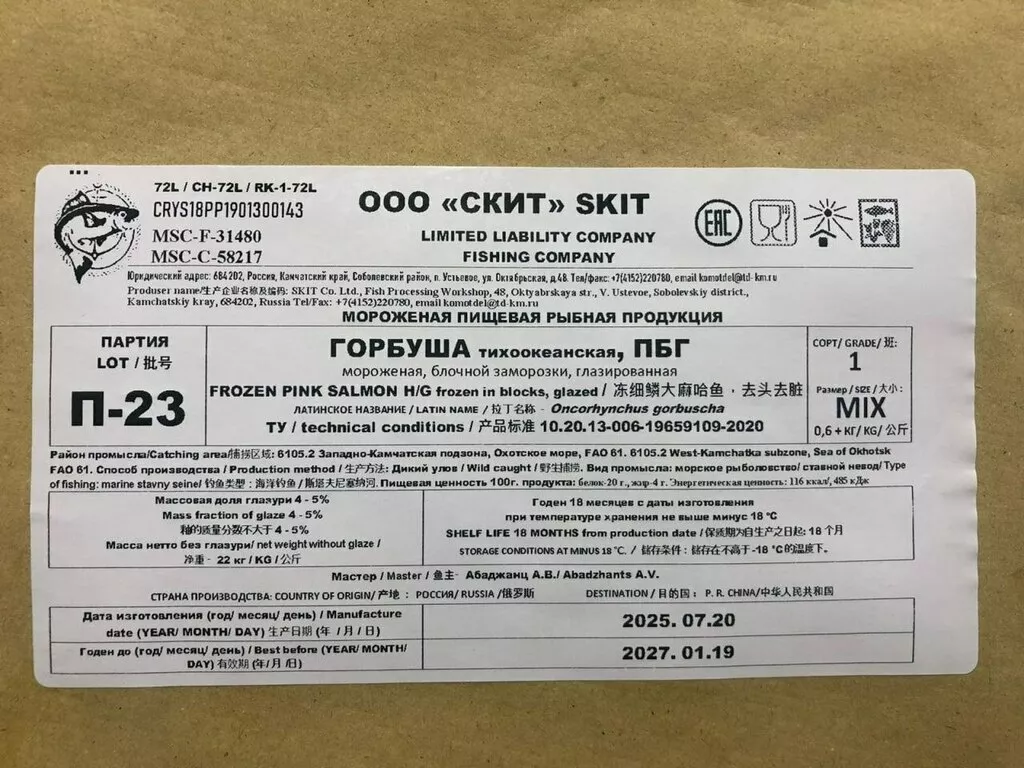 72L / CH-72L / RK-1-72L
CRYS18PP1901300143
MSC-F-31480
MSC-C-58217
ООО «СКИТ» SKIT
LIMITED LIABILITY COMPANY
FISHING COMPANY
EAC
Юридический адрес: 684202, Россия, Камчатский край, Соболевский район, п. Устьевое, ул. Октябрьская, д.48. Тел/факс: +7(4152)220780, email komotdel@td-km.ru
Produser name/生产企业名称及编码: SKIT Co. Ltd., Fish Processing Workshop, 48, Oktyabrskaya str., V. Ustevoe, Sobolevskiy district.,
Kamchatskiy kray, 684202, Russia Tel/Fax: +7(4152)220780, email komotdel@td-km.ru
МОРОЖЕНАЯ ПИЩЕВАЯ РЫБНАЯ ПРОДУКЦИЯ
ПАРТИЯ
LOT / 批号
П-23
ГОРБУША тихоокеанская, ПБГ
мороженая, блочной заморозки, глазированная
FROZEN PINK SALMON H/G frozen in blocks, glazed / 冻细鳞大麻哈鱼，去头去脏
ЛАТИНСКОЕ НАЗВАНИЕ / LATIN NAME / 拉丁名称 - Oncorhynchus gorbuscha
ТУ / technical conditions / 产品标准 10.20.13-006-19659109-2020
СОРТ/ GRADE/ 班:
1
Размер / SIZE / 大小 :
MIX
0,6 + КГ/ KG/ 公斤
Район промысла/Catching area/捕捞区域: 6105.2 Западно-Камчатская подзона, Охотское море, FAO 61. 6105.2 West-Kamchatka subzone, Sea of Okhotsk
FAO 61. Способ производства / Production method / 生产方法: Дикий улов / Wild caught / 野生捕捞. Вид промысла: морское рыболовство/ ставной невод/ Type
of fishing: marine stavny seine/ 钓鱼类型：海洋钓鱼 / 斯塔夫尼塞纳河. Пищевая ценность 100г. продукта: белок-20 г., жир-4 г. Энергетическая ценность: 116 ккал/, 485 кДж
Массовая доля глазури 4 - 5%
Mass fraction of glaze 4 - 5%
釉的质量分数不大于 4 - 5%
Масса нетто без глазури/ net weight without glaze /
净重 - 22 кг / KG / 公斤
Годен 18 месяцев с даты изготовления
при температуре хранения не выше минус 18 °C
SHELF LIFE 18 MONTHS from production date / 保质期为自生产之日起: 18 个月
STORAGE CONDITIONS AT MINUS 18 °C. / 储存条件：储存在不高于 -18 °C的温度下。
Мастер / Master / 鱼主- Абаджанц А.В./ Abadzhants A.V.
СТРАНА ПРОИЗВОДСТВА: COUNTRY OF ORIGIN/ 产地： РОССИЯ/ RUSSIA /俄罗斯
DESTINATION / 目的国： P. R. CHINA/中华人民共和国
Дата изготовления (год/ месяц/ день) / Manufacture
date (YEAR/ MONTH/ DAY) 生产日期 (年 / 月 / 日)
2025. 07.20
Годен до (год/ месяц/ день) / Best before (YEAR/ MONTH/
DAY) 有效期 (年/ 月 /日)
2027. 01.19